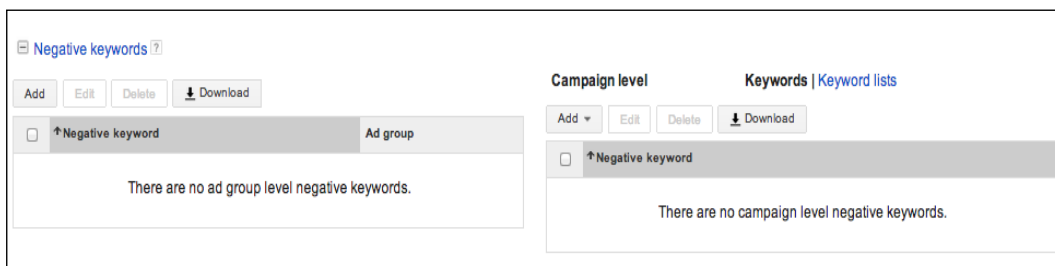 Negative keywords ?
Add Edit Delete Download
Negative keyword Ad group
There are no ad group level negative keywords.
Campaign level Keywords | Keyword lists
Add Edit Delete Download
Negative keyword
There are no campaign level negative keywords.